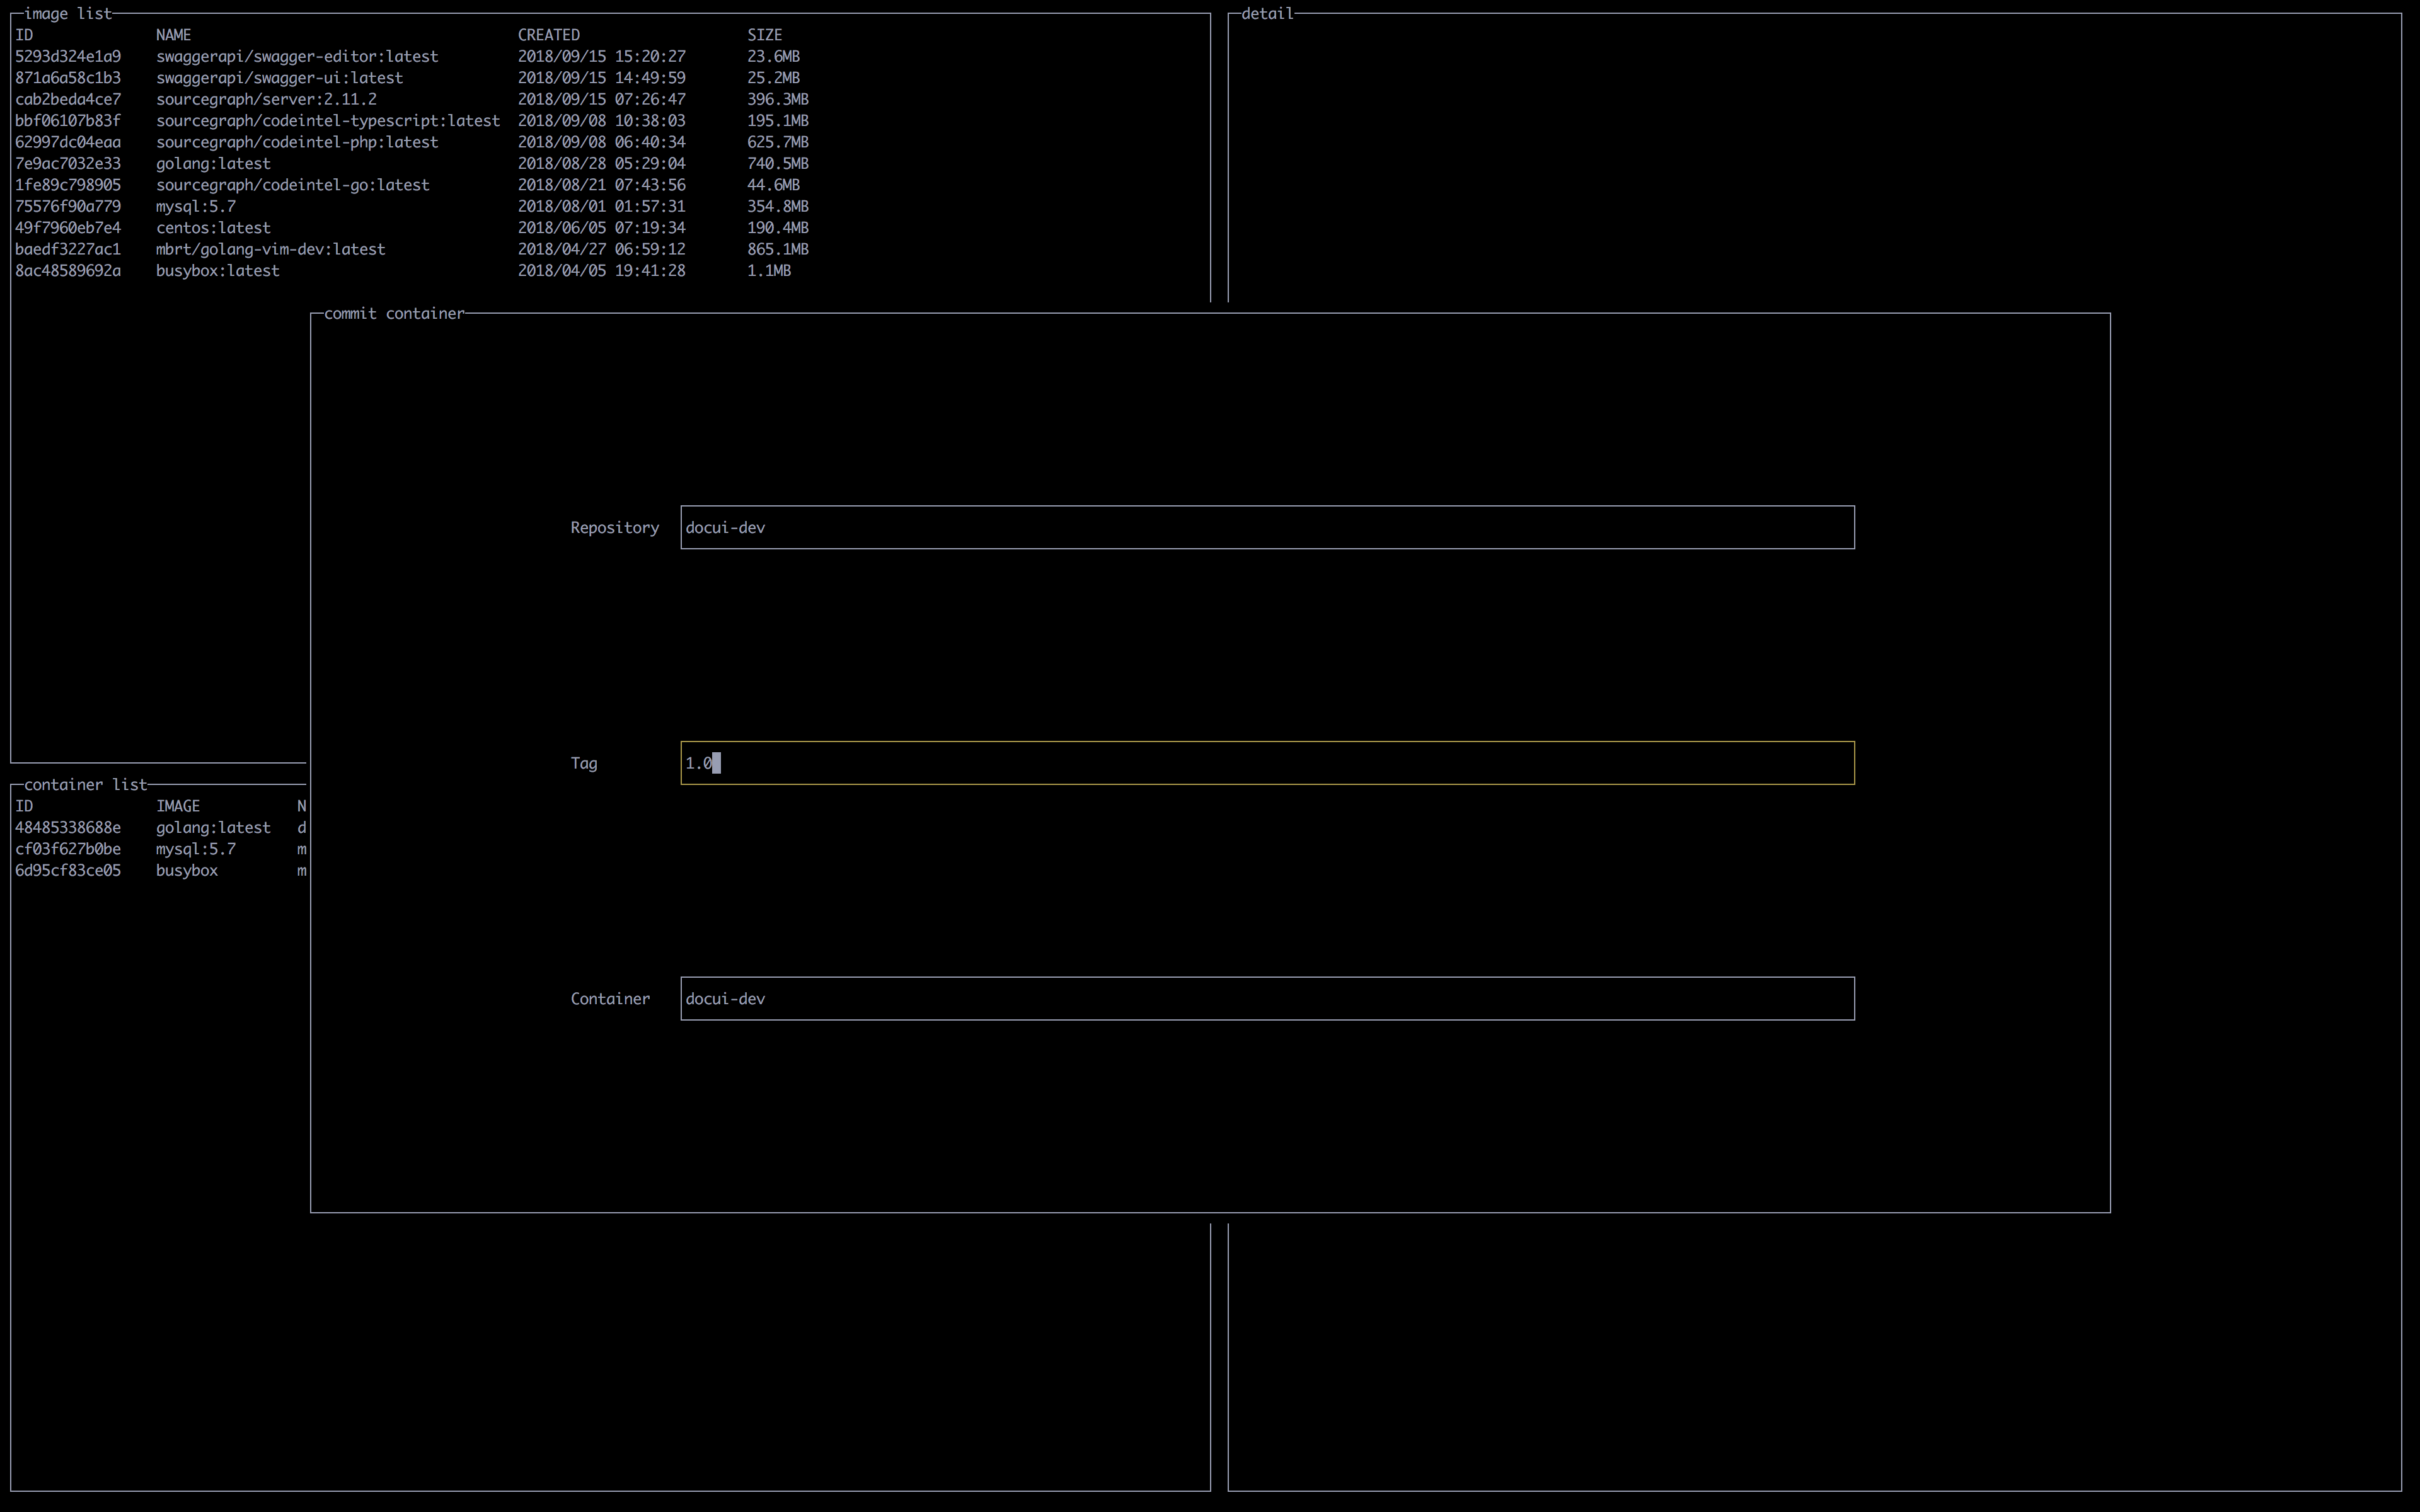 image list
ID NAME CREATED SIZE
5293d324e1a9 swaggerapi/swagger-editor:latest 2018/09/15 15:20:27 23.6MB
871a6a58c1b3 swaggerapi/swagger-ui:latest 2018/09/15 14:49:59 25.2MB
cab2beda4ce7 sourcegraph/server:2.11.2 2018/09/15 07:26:47 396.3MB
bbf06107b83f sourcegraph/codeintel-typescript:latest 2018/09/08 10:38:03 195.1MB
62997dc04eaa sourcegraph/codeintel-php:latest 2018/09/08 06:40:34 625.7MB
7e9ac7032e33 golang:latest 2018/08/28 05:29:04 740.5MB
1fe89c798905 sourcegraph/codeintel-go:latest 2018/08/21 07:43:56 44.6MB
75576f90a779 mysql:5.7 2018/08/01 01:57:31 354.8MB
49f7960eb7e4 centos:latest 2018/06/05 07:19:34 190.4MB
baedf3227ac1 mbrt/golang-vim-dev:latest 2018/04/27 06:59:12 865.1MB
8ac48589692a busybox:latest 2018/04/05 19:41:28 1.1MB
detail
commit container
Repository docui-dev
Tag 1.0
Container docui-dev
container list
ID IMAGE N
48485338688e golang:latest d
cf03f627b0be mysql:5.7 m
6d95cf83ce05 busybox m